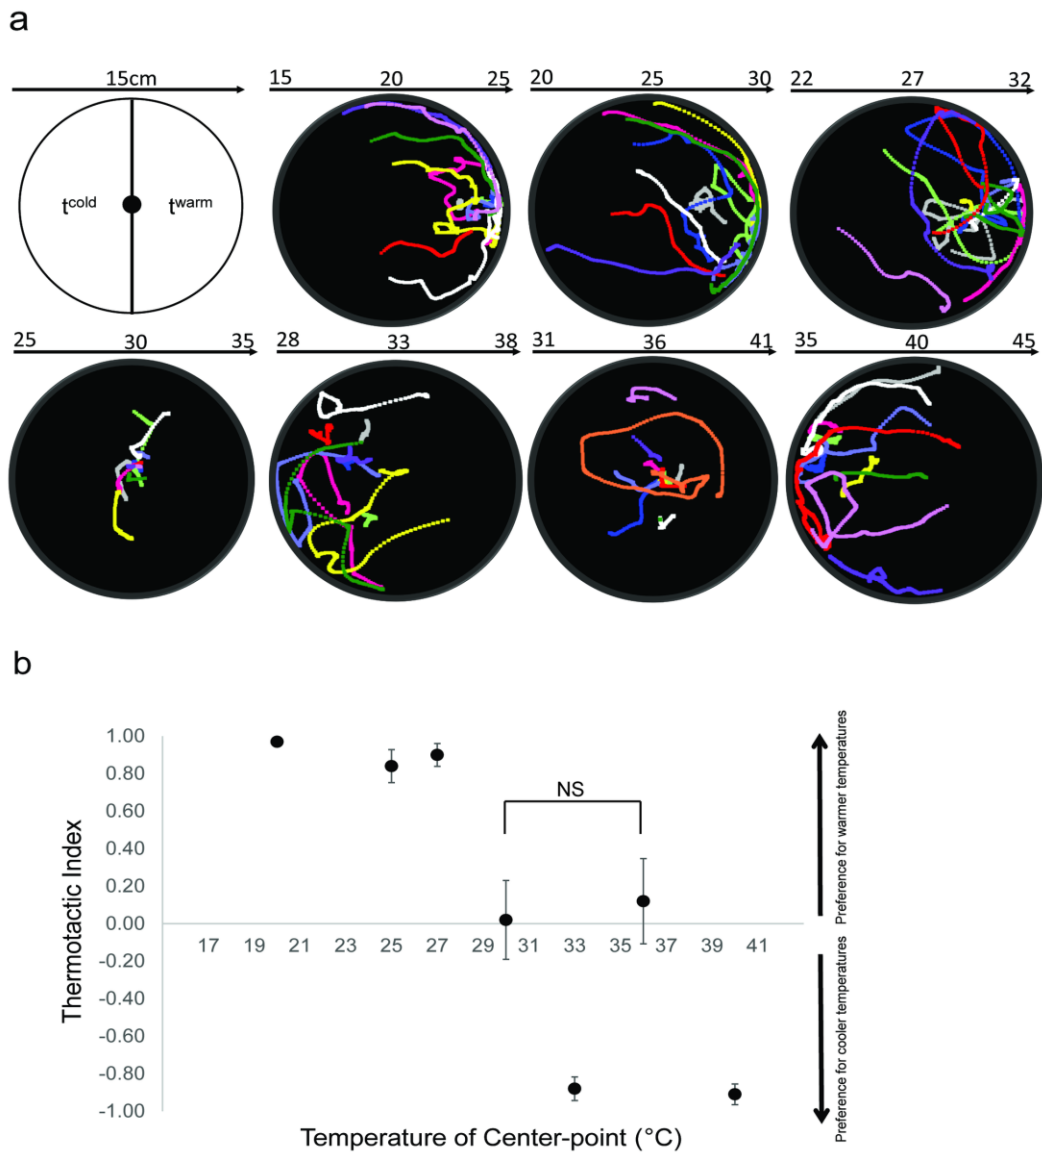 a
15cm
15 20 25
20 25 30
22 27 32
tcold twarm
25 30 35
28 33 38
31 36 41
35 40 45
b
1.00
0.80
0.60
0.40
0.20
0.00
-0.20
-0.40
-0.60
-0.80
-1.00
Thermotactic Index
NS
17 19 21 23 25 27 29 31 33 35 37 39 41
Temperature of Center-point (°C)
Preference for warmer temperatures
Preference for cooler temperatures